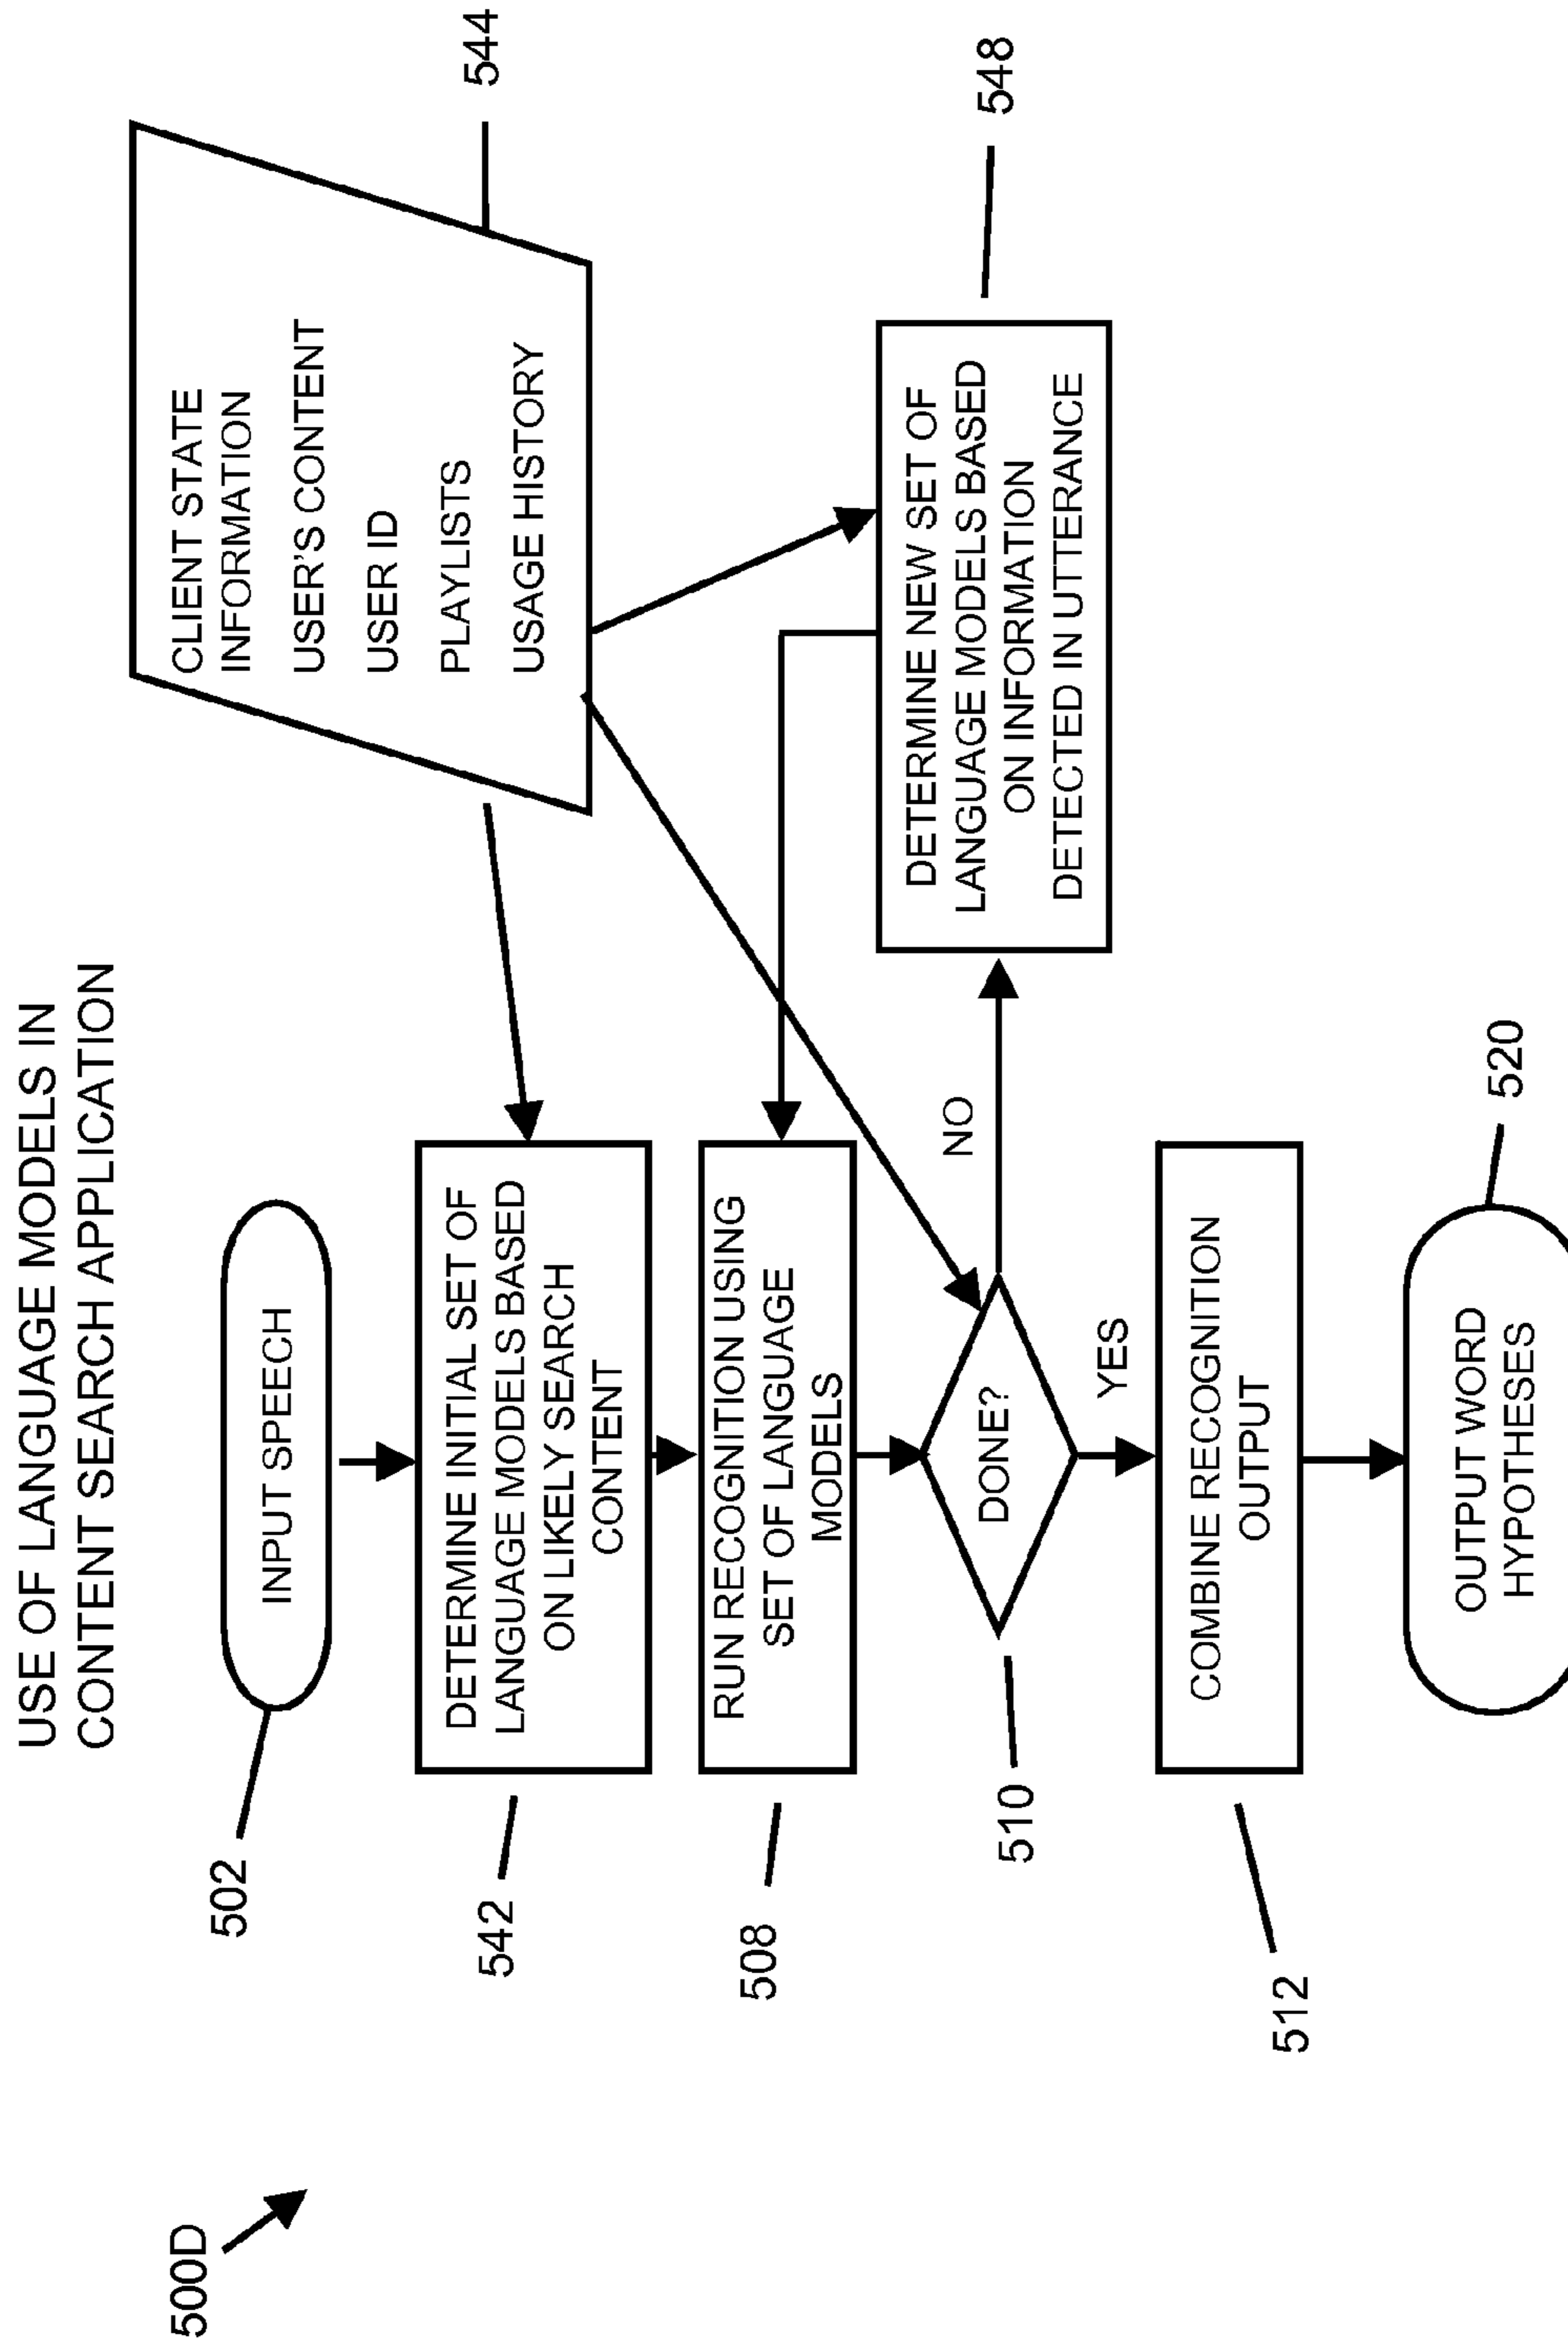 USE OF LANGUAGE MODELS IN
CONTENT SEARCH APPLICATION
500D
502
INPUT SPEECH
544
CLIENT STATE
INFORMATION
USER'S CONTENT
USER ID
PLAYLISTS
USAGE HISTORY
542
DETERMINE INITIAL SET OF
LANGUAGE MODELS BASED
ON LIKELY SEARCH
CONTENT
508
RUN RECOGNITION USING
SET OF LANGUAGE
MODELS
548
DETERMINE NEW SET OF
LANGUAGE MODELS BASED
ON INFORMATION
DETECTED IN UTTERANCE
510
DONE?
NO
YES
512
COMBINE RECOGNITION
OUTPUT
520
OUTPUT WORD
HYPOTHESES